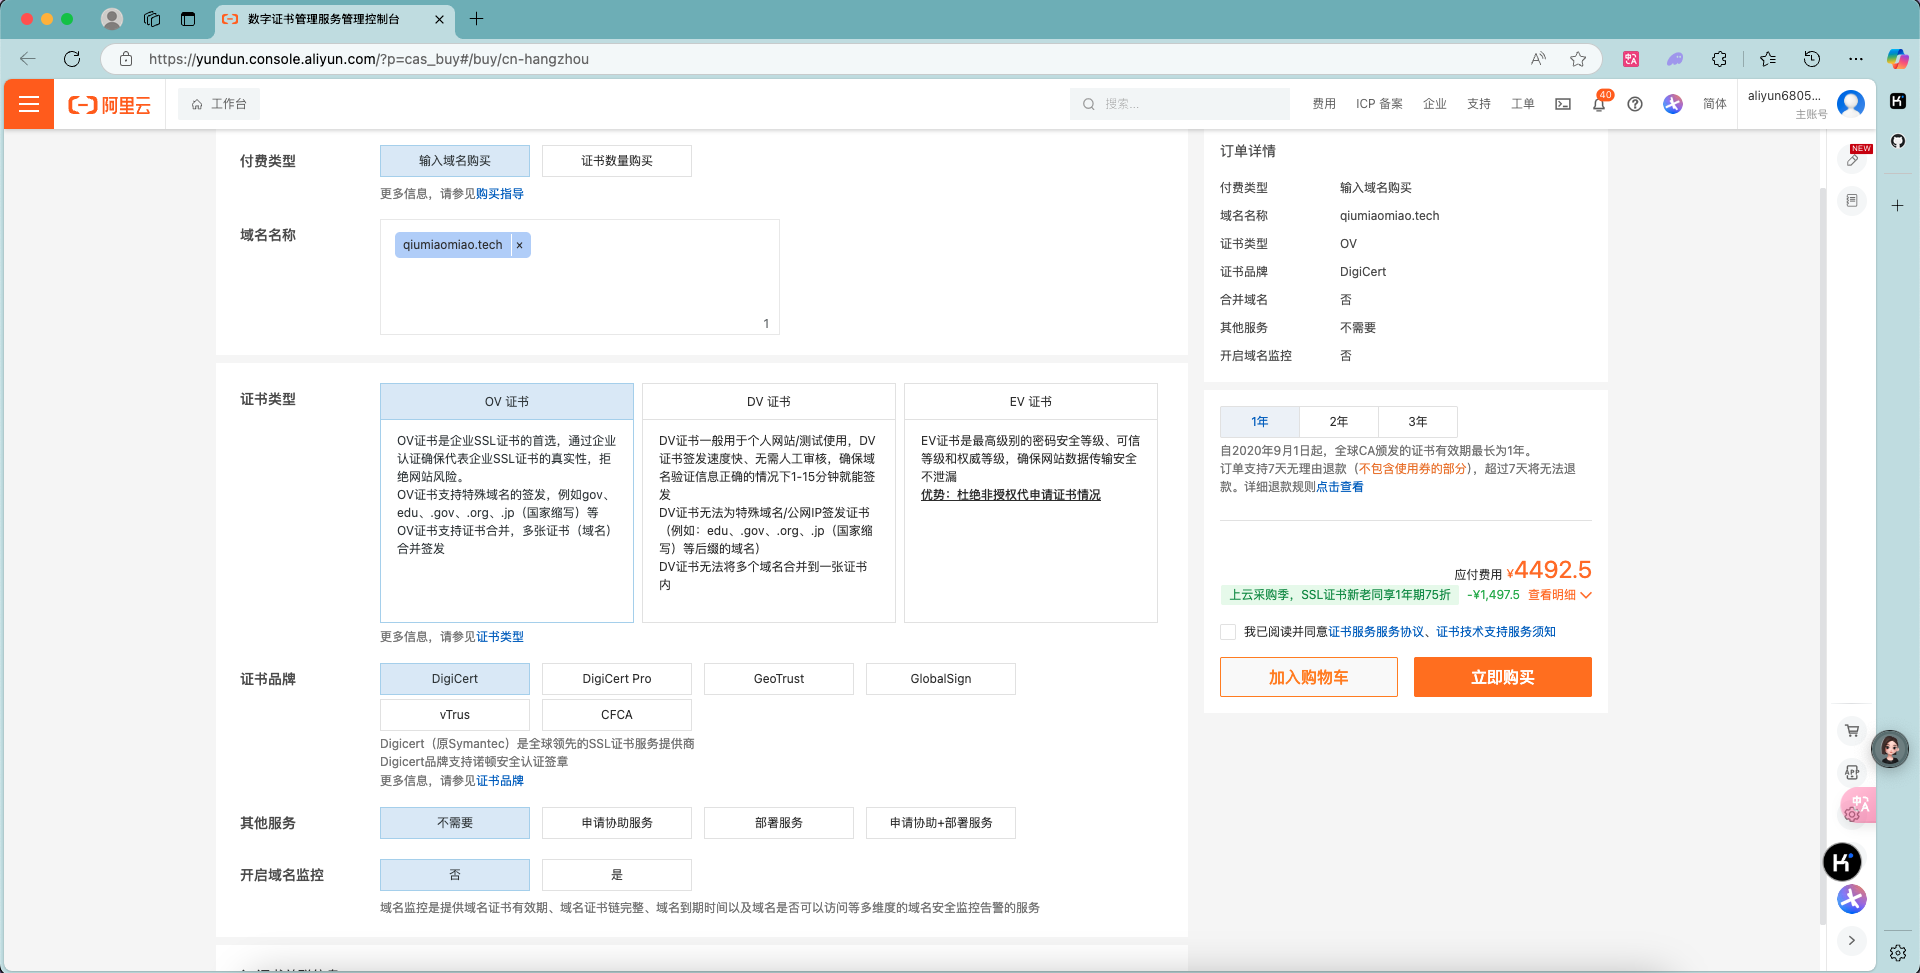 数字证书管理服务管理控制台
https://yundun.console.aliyun.com/?p=cas_buy#/buy/cn-hangzhou
阿里云
工作台
搜索...
费用 ICP 备案 企业 支持 工单 40 简体
aliyun6805...
主账号
付费类型
输入域名购买 证书数量购买
更多信息，请参见购买指导
域名名称
qiumiaomiao.tech ×
1
证书类型
OV 证书
OV证书是企业SSL证书的首选，通过企业
认证确保代表企业SSL证书的真实性，拒
绝网站风险。
OV证书支持特殊域名的签发，例如gov、
edu、.gov、.org、.jp（国家缩写）等
OV证书支持证书合并，多张证书（域名）
合并签发
DV 证书
DV证书一般用于个人网站/测试使用，DV
证书签发速度快、无需人工审核，确保域
名验证信息正确的情况下1-15分钟就能签
发
DV证书无法为特殊域名/公网IP签发证书
（例如：edu、.gov、.org、.jp（国家缩
写）等后缀的域名）
DV证书无法将多个域名合并到一张证书
内
EV 证书
EV证书是最高级别的密码安全等级、可信
等级和权威等级，确保网站数据传输安全
不泄漏
优势：杜绝非授权代申请证书情况
更多信息，请参见证书类型
证书品牌
DigiCert DigiCert Pro GeoTrust GlobalSign
vTrus CFCA
Digicert（原Symantec）是全球领先的SSL证书服务提供商
Digicert品牌支持诺顿安全认证签章
更多信息，请参见证书品牌
其他服务
不需要 申请协助服务 部署服务 申请协助+部署服务
开启域名监控
否 是
域名监控是提供域名证书有效期、域名证书链完整、域名到期时间以及域名是否可以访问等多维度的域名安全监控告警的服务
订单详情
付费类型 输入域名购买
域名名称 qiumiaomiao.tech
证书类型 OV
证书品牌 DigiCert
合并域名 否
其他服务 不需要
开启域名监控 否
1年 2年 3年
自2020年9月1日起，全球CA颁发的证书有效期最长为1年。
订单支持7天无理由退款（不包含使用券的部分），超过7天将无法退
款。详细退款规则点击查看
应付费用 ¥4492.5
上云采购季，SSL证书新老同享1年期75折 -¥1,497.5 查看明细
我已阅读并同意证书服务服务协议、证书技术支持服务须知
加入购物车 立即购买
NEW
APP